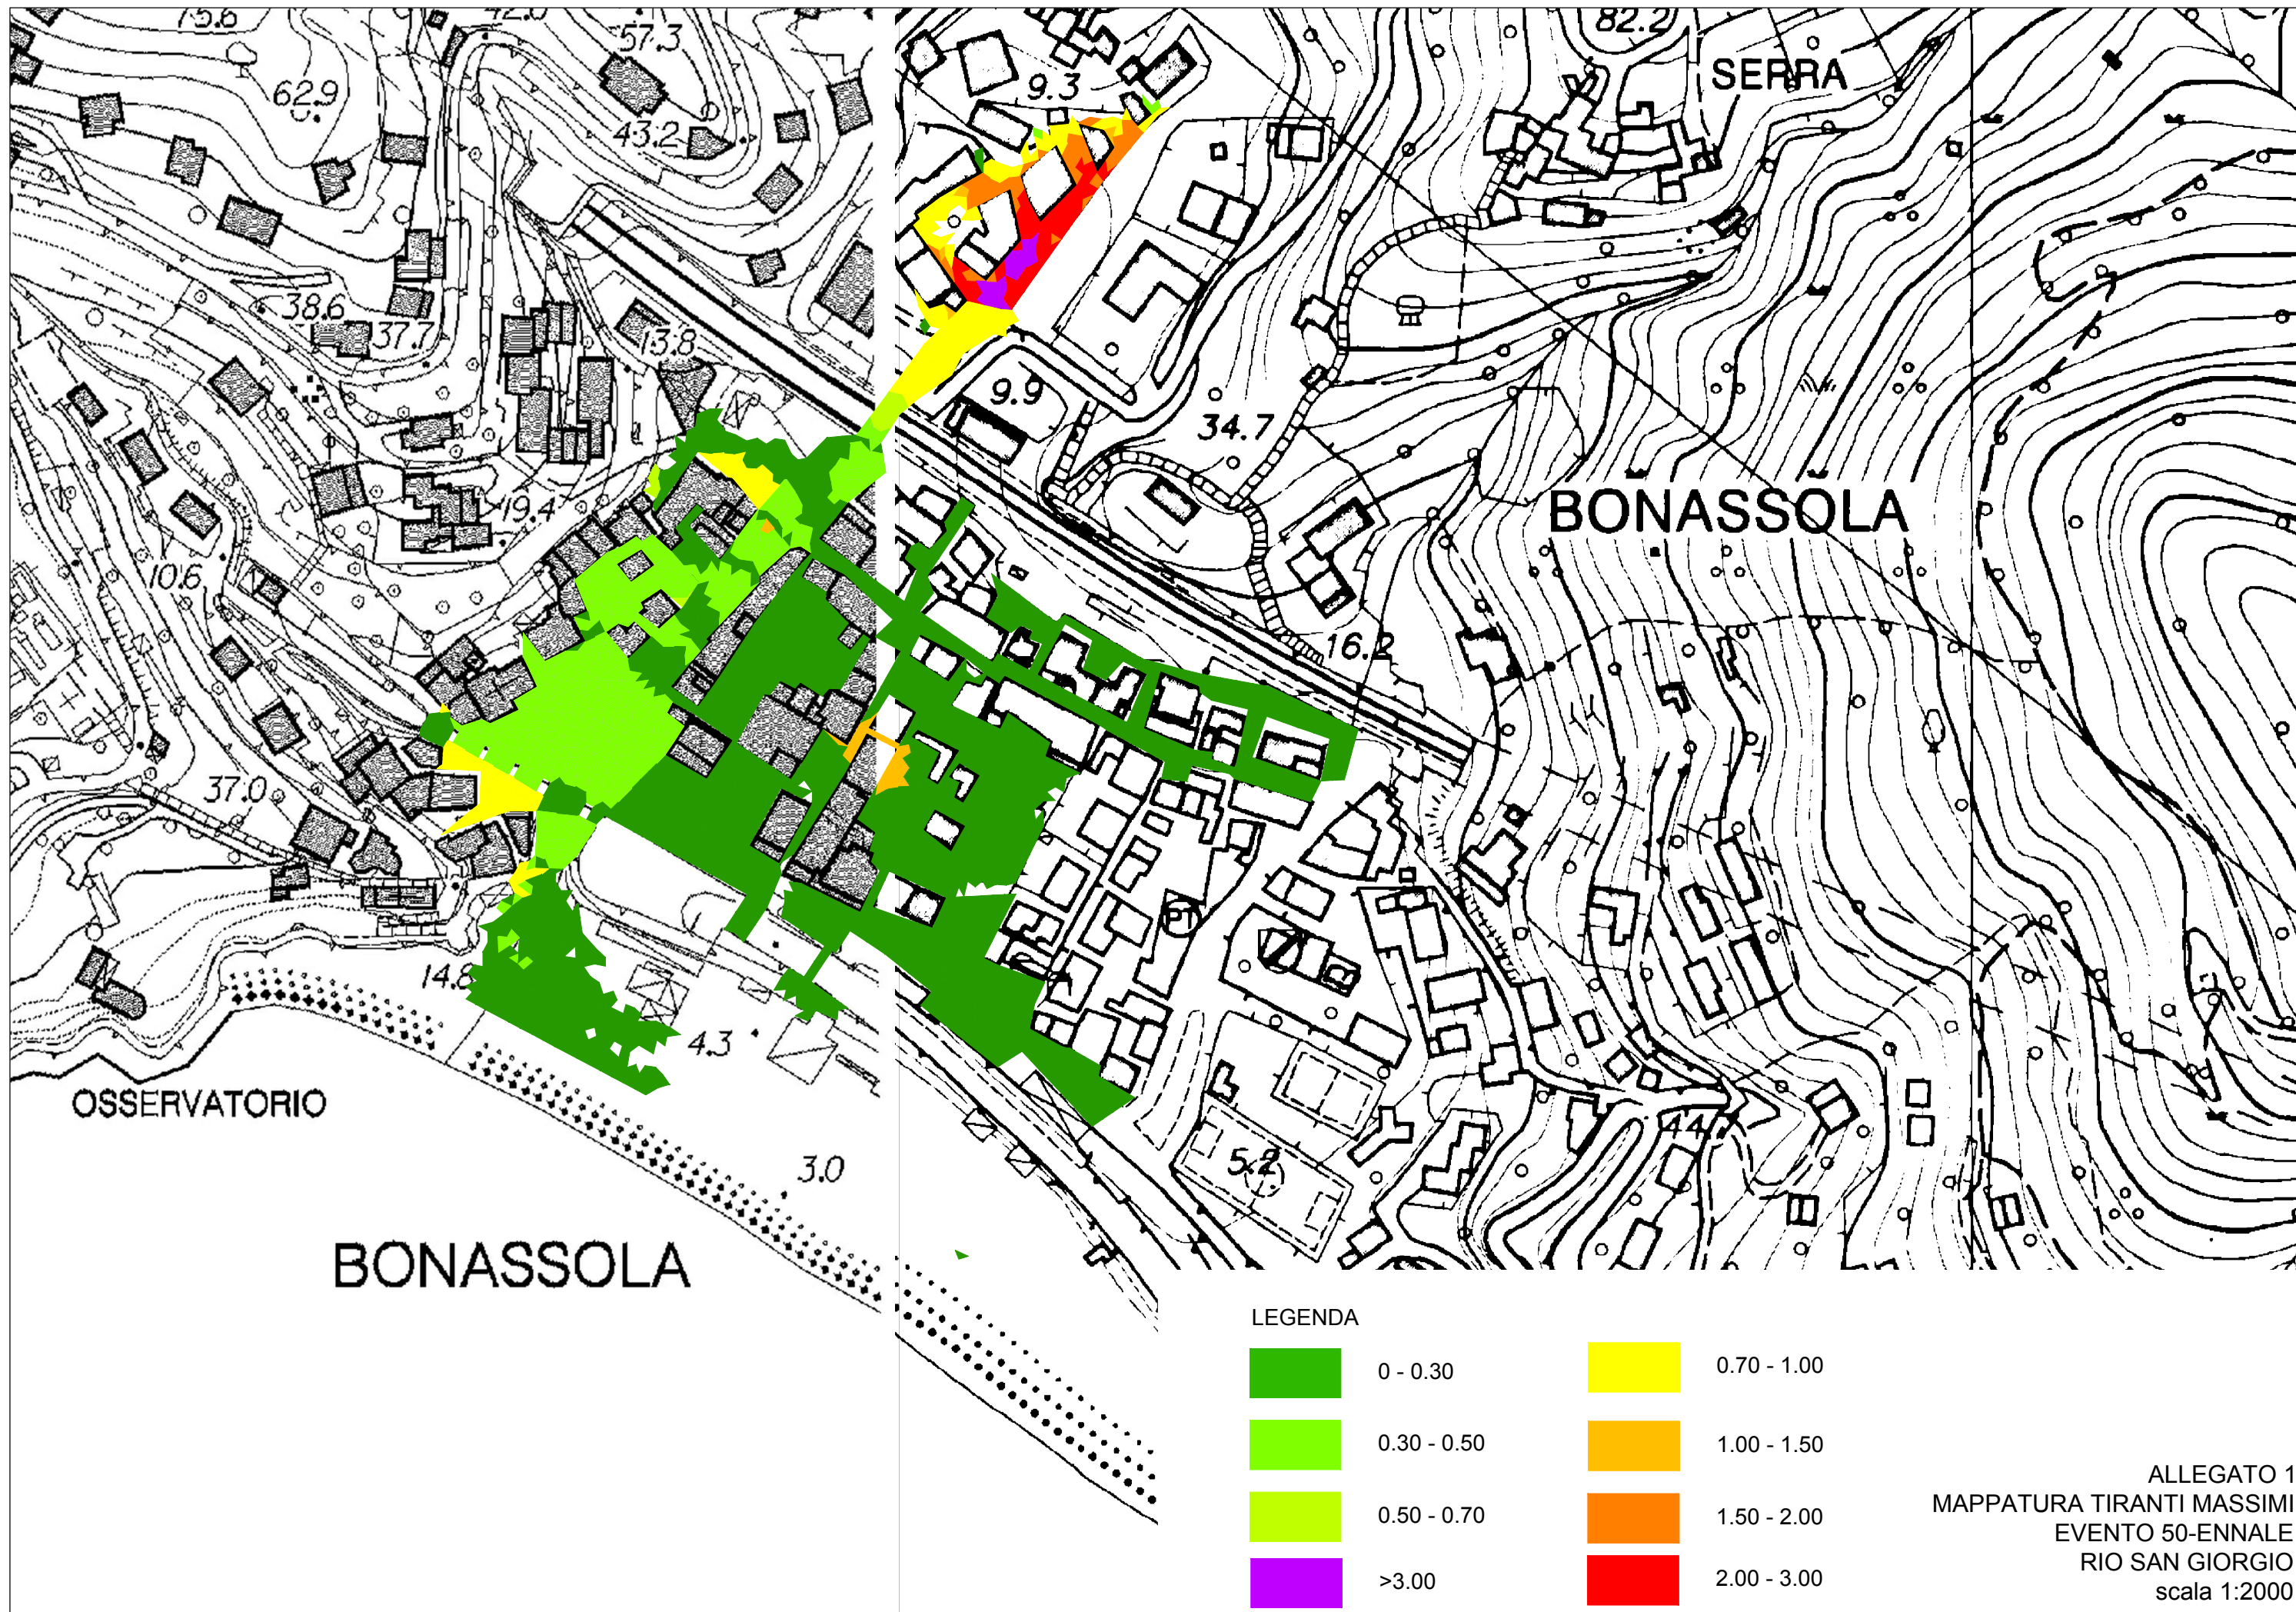 75.6
42.0
57.3
82.2
SERRA
62.9
9.3
43.2
38.6
37.7
13.8
9.9
34.7
19.4
BONASSOLA
10.6
16.2
37.0
PT
14.8
4.3
OSSERVATORIO
44
3.0
5.2
BONASSOLA
LEGENDA
0 - 0.30
0.70 - 1.00
0.30 - 0.50
1.00 - 1.50
0.50 - 0.70
1.50 - 2.00
>3.00
2.00 - 3.00
ALLEGATO 1
MAPPATURA TIRANTI MASSIMI
EVENTO 50-ENNALE
RIO SAN GIORGIO
scala 1:2000